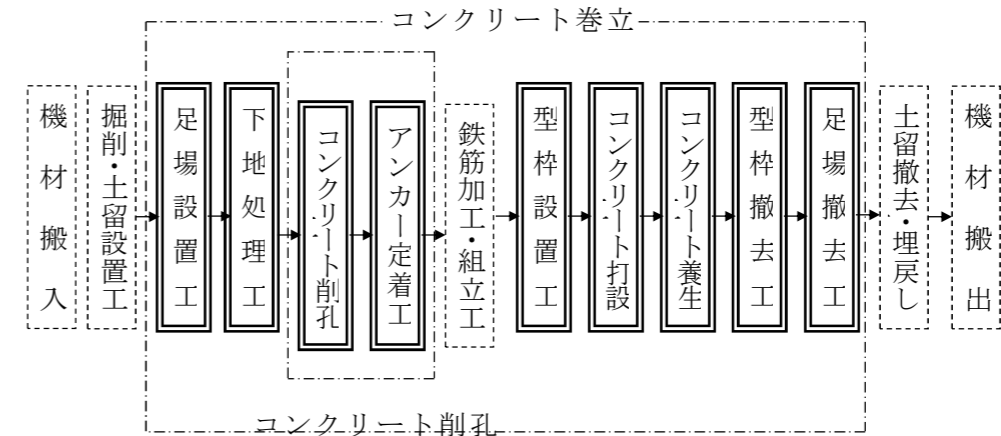 コンクリート巻立
機材搬入
掘削・土留設置工
足場設置工
下地処理工
コンクリート削孔
アンカー定着工
鉄筋加工・組立工
型枠設置工
コンクリート打設
コンクリート養生
型枠撤去工
足場撤去工
土留撤去・埋戻し
機材搬出
コンクリート削孔